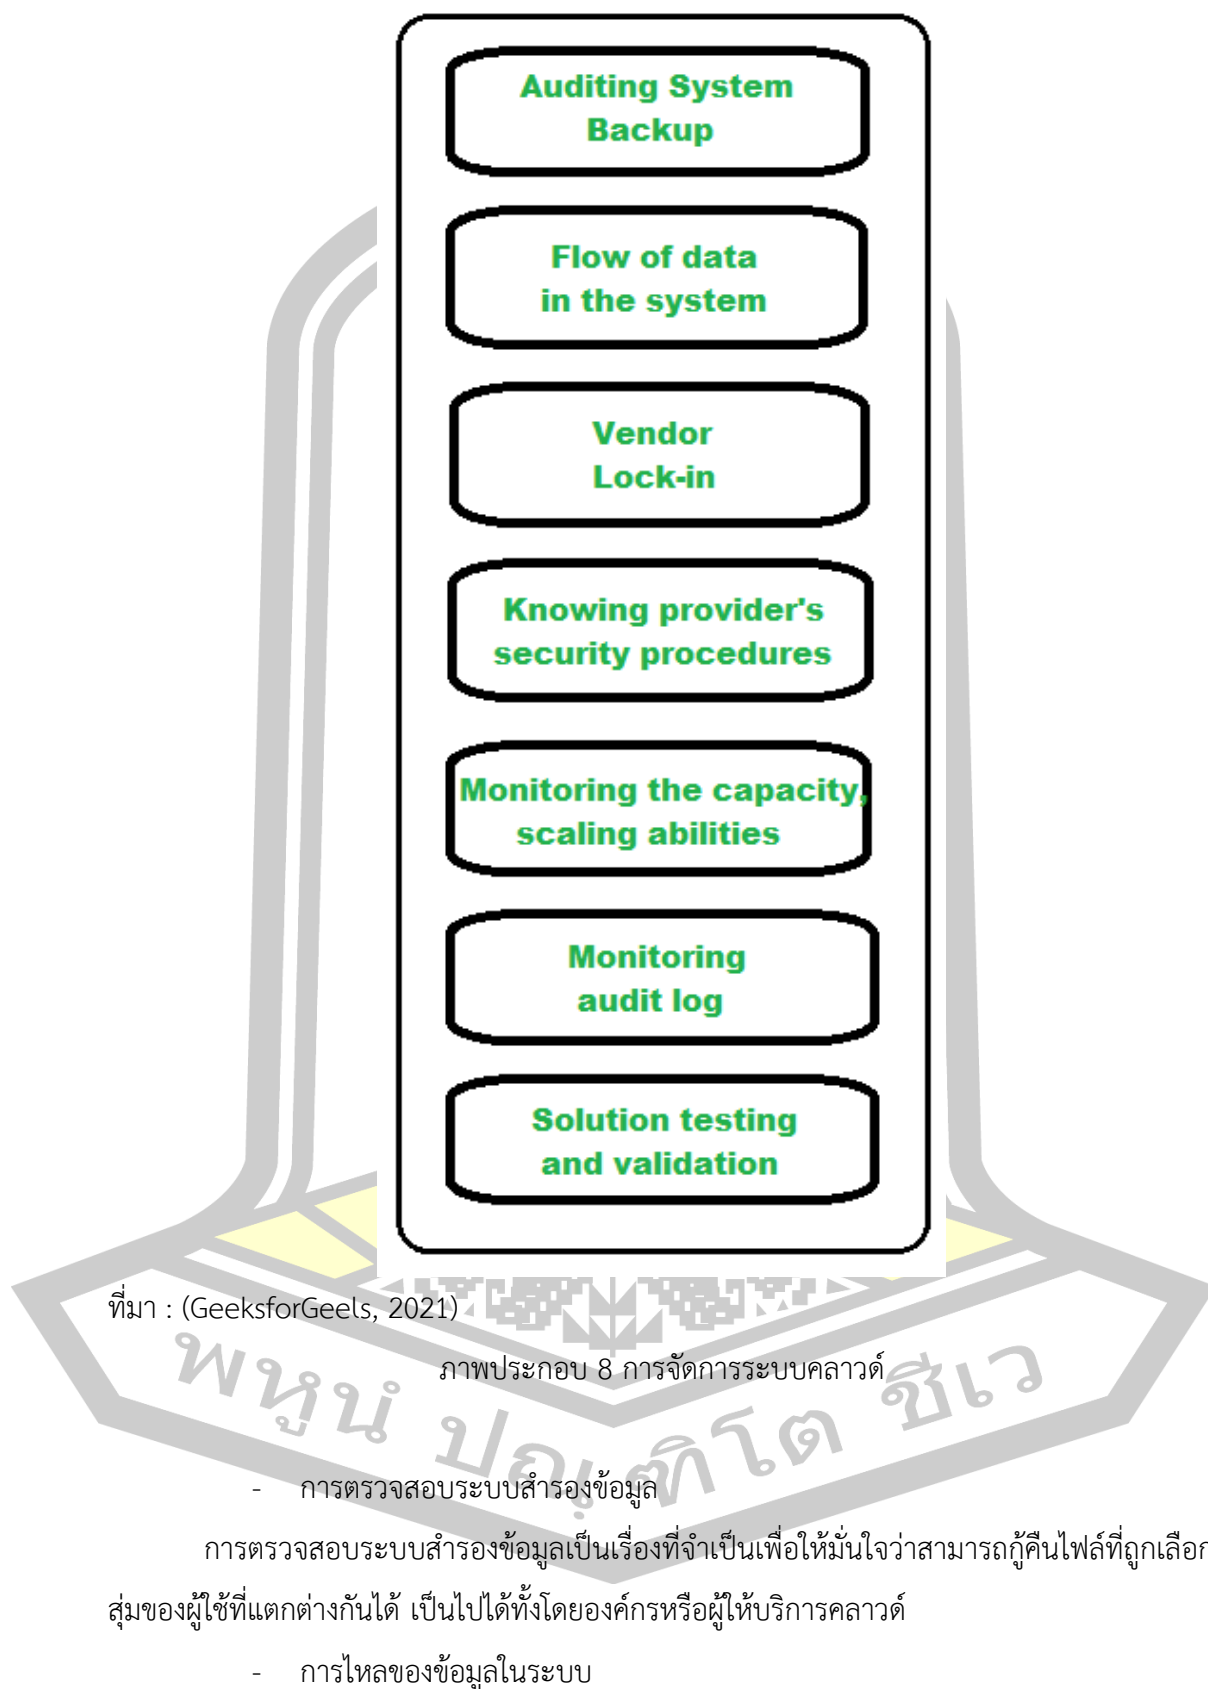 Auditing System
Backup
Flow of data
in the system
Vendor
Lock-in
Knowing provider's
security procedures
Monitoring the capacity,
scaling abilities
Monitoring
audit log
Solution testing
and validation
ที่มา : (GeeksforGeels, 2021)
ภาพประกอบ 8 การจัดการระบบคลาวด์
พหูนํ ปณฺฑิโต ชีเว
- การตรวจสอบระบบสำรองข้อมูล
การตรวจสอบระบบสำรองข้อมูลเป็นเรื่องที่จำเป็นเพื่อให้มั่นใจว่าสามารถกู้คืนไฟล์ที่ถูกเลือก
สุ่มของผู้ใช้ที่แตกต่างกันได้ เป็นไปได้ทั้งโดยองค์กรหรือผู้ให้บริการคลาวด์
- การไหลของข้อมูลในระบบ